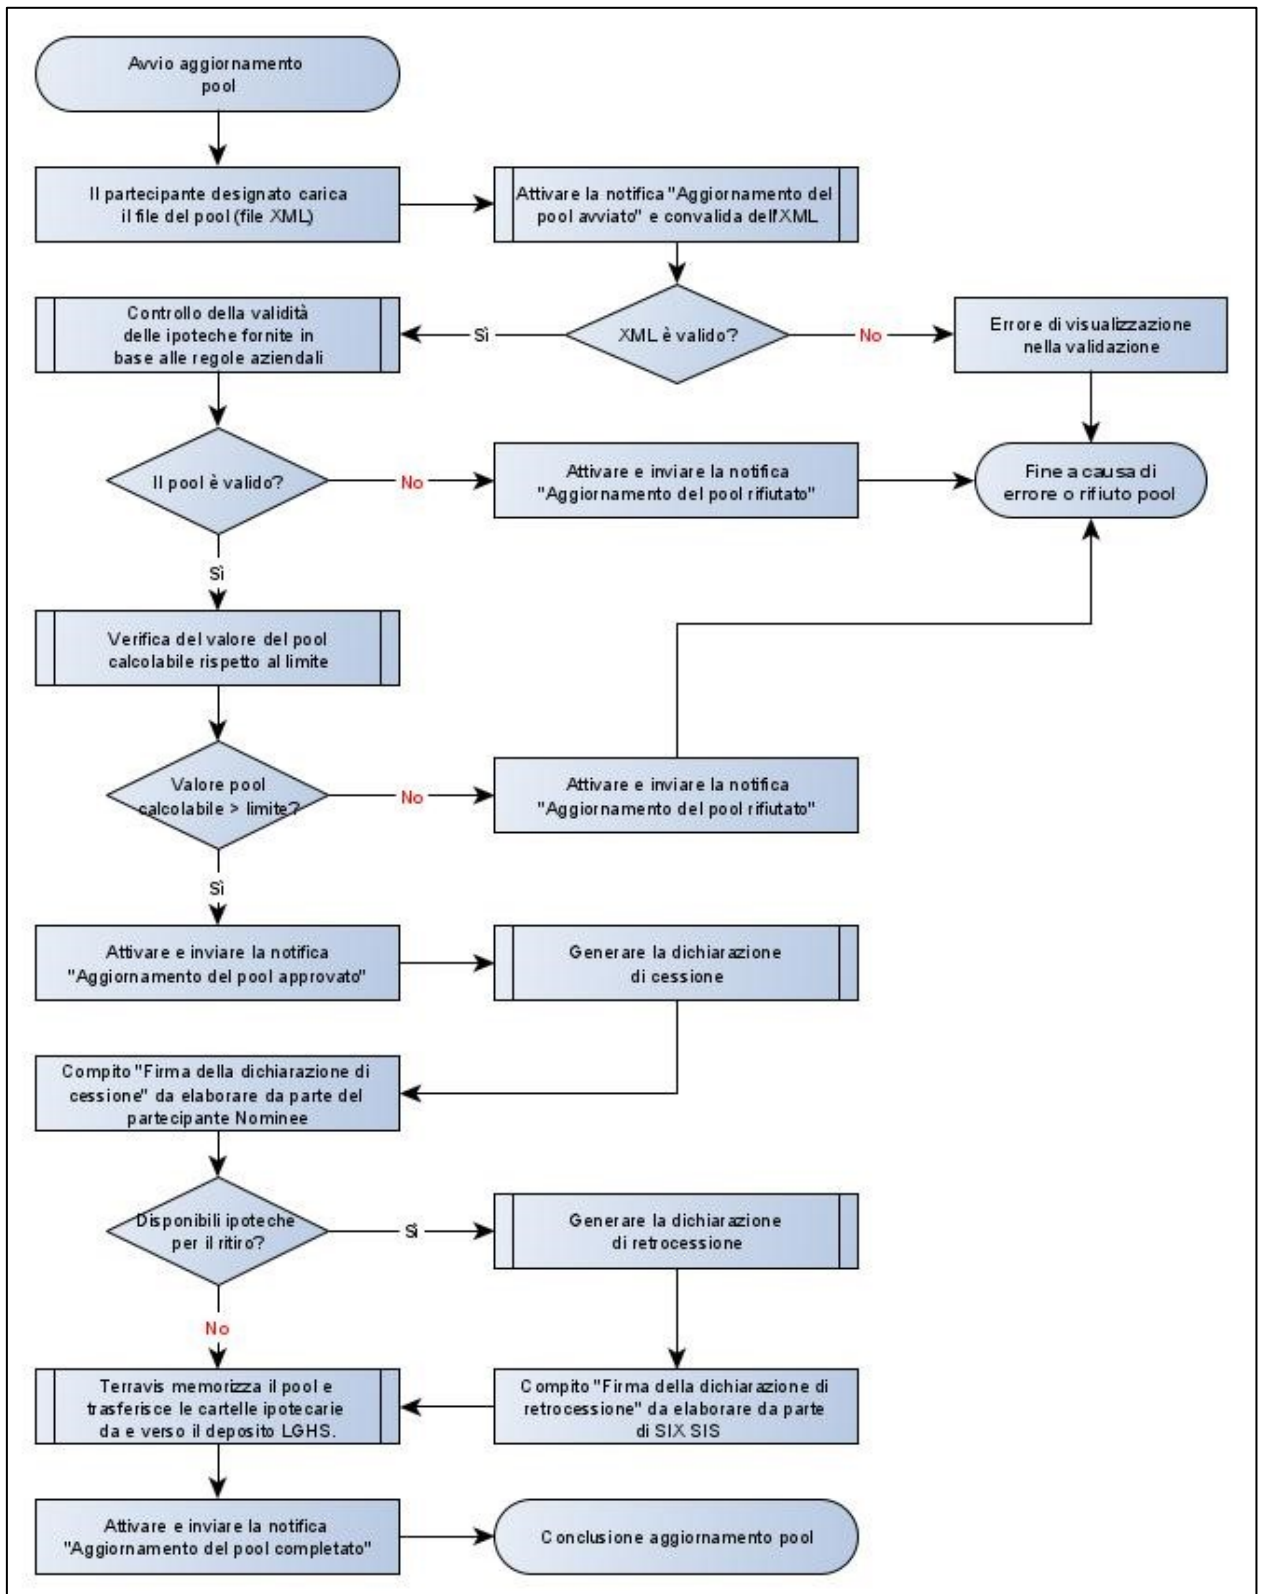 Avvio aggiornamento
pool
Il partecipante designato carica
il file del pool (file XML)
Attivare la notifica "Aggiornamento del
pool avviato" e convalida dell'XML
Controllo della validità
delle ipoteche fornite in
base alle regole aziendali
Sì
XML è valido?
No
Errore di visualizzazione
nella validazione
Il pool è valido?
No
Attivare e inviare la notifica
"Aggiornamento del pool rifiutato"
Fine a causa di
errore o rifiuto pool
Sì
Verifica del valore del pool
calcolabile rispetto al limite
Valore pool
calcolabile > limite?
No
Attivare e inviare la notifica
"Aggiornamento del pool rifiutato"
Sì
Attivare e inviare la notifica
"Aggiornamento del pool approvato"
Generare la dichiarazione
di cessione
Compito "Firma della dichiarazione di
cessione" da elaborare da parte del
partecipante Nominee
Disponibili ipoteche
per il ritiro?
Sì
Generare la dichiarazione
di retrocessione
No
Terravis memorizza il pool e
trasferisce le cartelle ipotecarie
da e verso il deposito LGHS.
Compito "Firma della dichiarazione di
retrocessione" da elaborare da parte
di SIX SIS
Attivare e inviare la notifica
"Aggiornamento del pool completato"
Conclusione aggiornamento pool